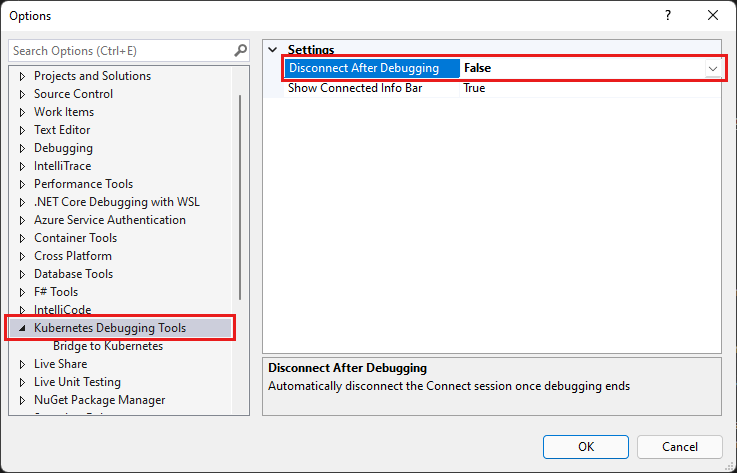 Options
?
Search Options (Ctrl+E)
Projects and Solutions
Source Control
Work Items
Text Editor
Debugging
IntelliTrace
Performance Tools
.NET Core Debugging with WSL
Azure Service Authentication
Container Tools
Cross Platform
Database Tools
F# Tools
IntelliCode
Kubernetes Debugging Tools
Bridge to Kubernetes
Live Share
Live Unit Testing
NuGet Package Manager
Settings
Disconnect After Debugging False
Show Connected Info Bar True
Disconnect After Debugging
Automatically disconnect the Connect session once debugging ends
OK
Cancel